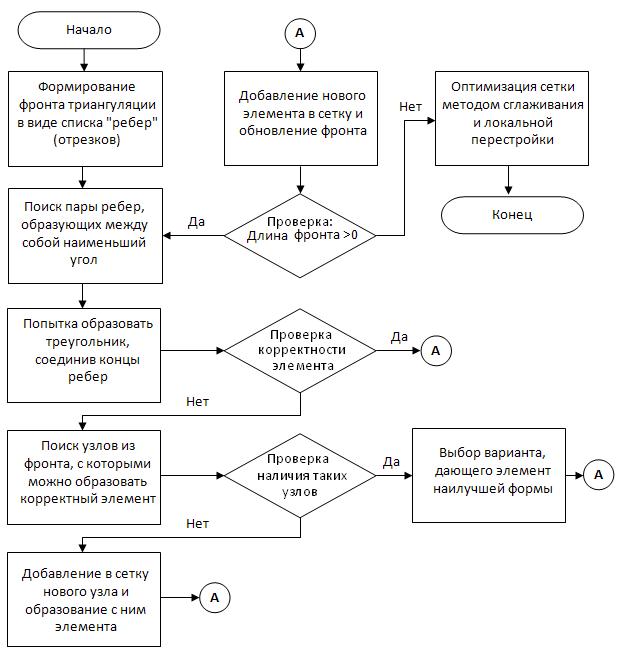 Начало
Формирование
фронта триангуляции
в виде списка "ребер"
(отрезков)
Поиск пары ребер,
образующих между
собой наименьший
угол
А
Добавление нового
элемента в сетку и
обновление фронта
Проверка:
Длина фронта >0
Да
Нет
Оптимизация сетки
методом сглаживания
и локальной
перестройки
Конец
Попытка образовать
треугольник,
соединив концы
ребер
Проверка
корректности
элемента
Да
А
Нет
Поиск узлов из
фронта, с которыми
можно образовать
корректный элемент
Проверка
наличия таких
узлов
Да
Выбор варианта,
дающего элемент
наилучшей формы
А
Нет
Добавление в сетку
нового узла и
образование с ним
элемента
А